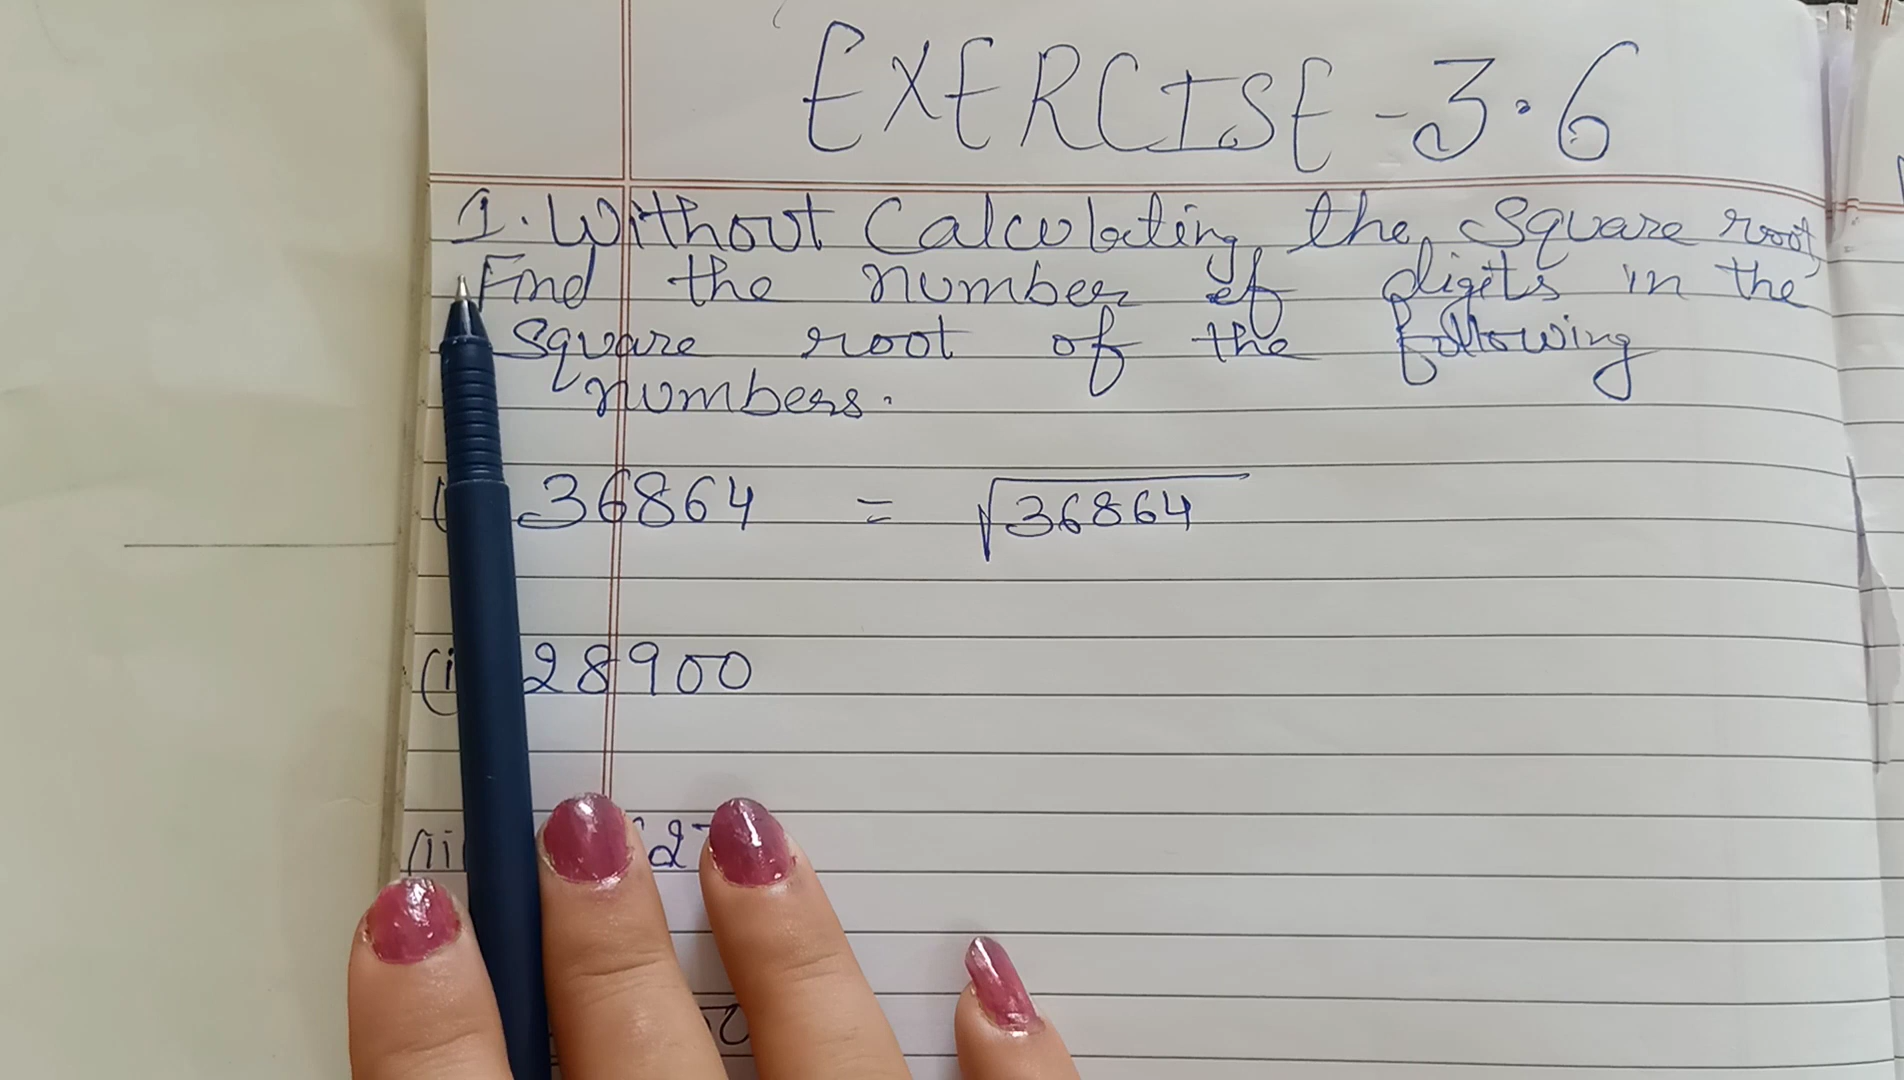 EXERCISE - 3.6
1. Without Calculating the Square root,
Find the number of digits in the
square root of the following
numbers.
36864 = √36864
28900